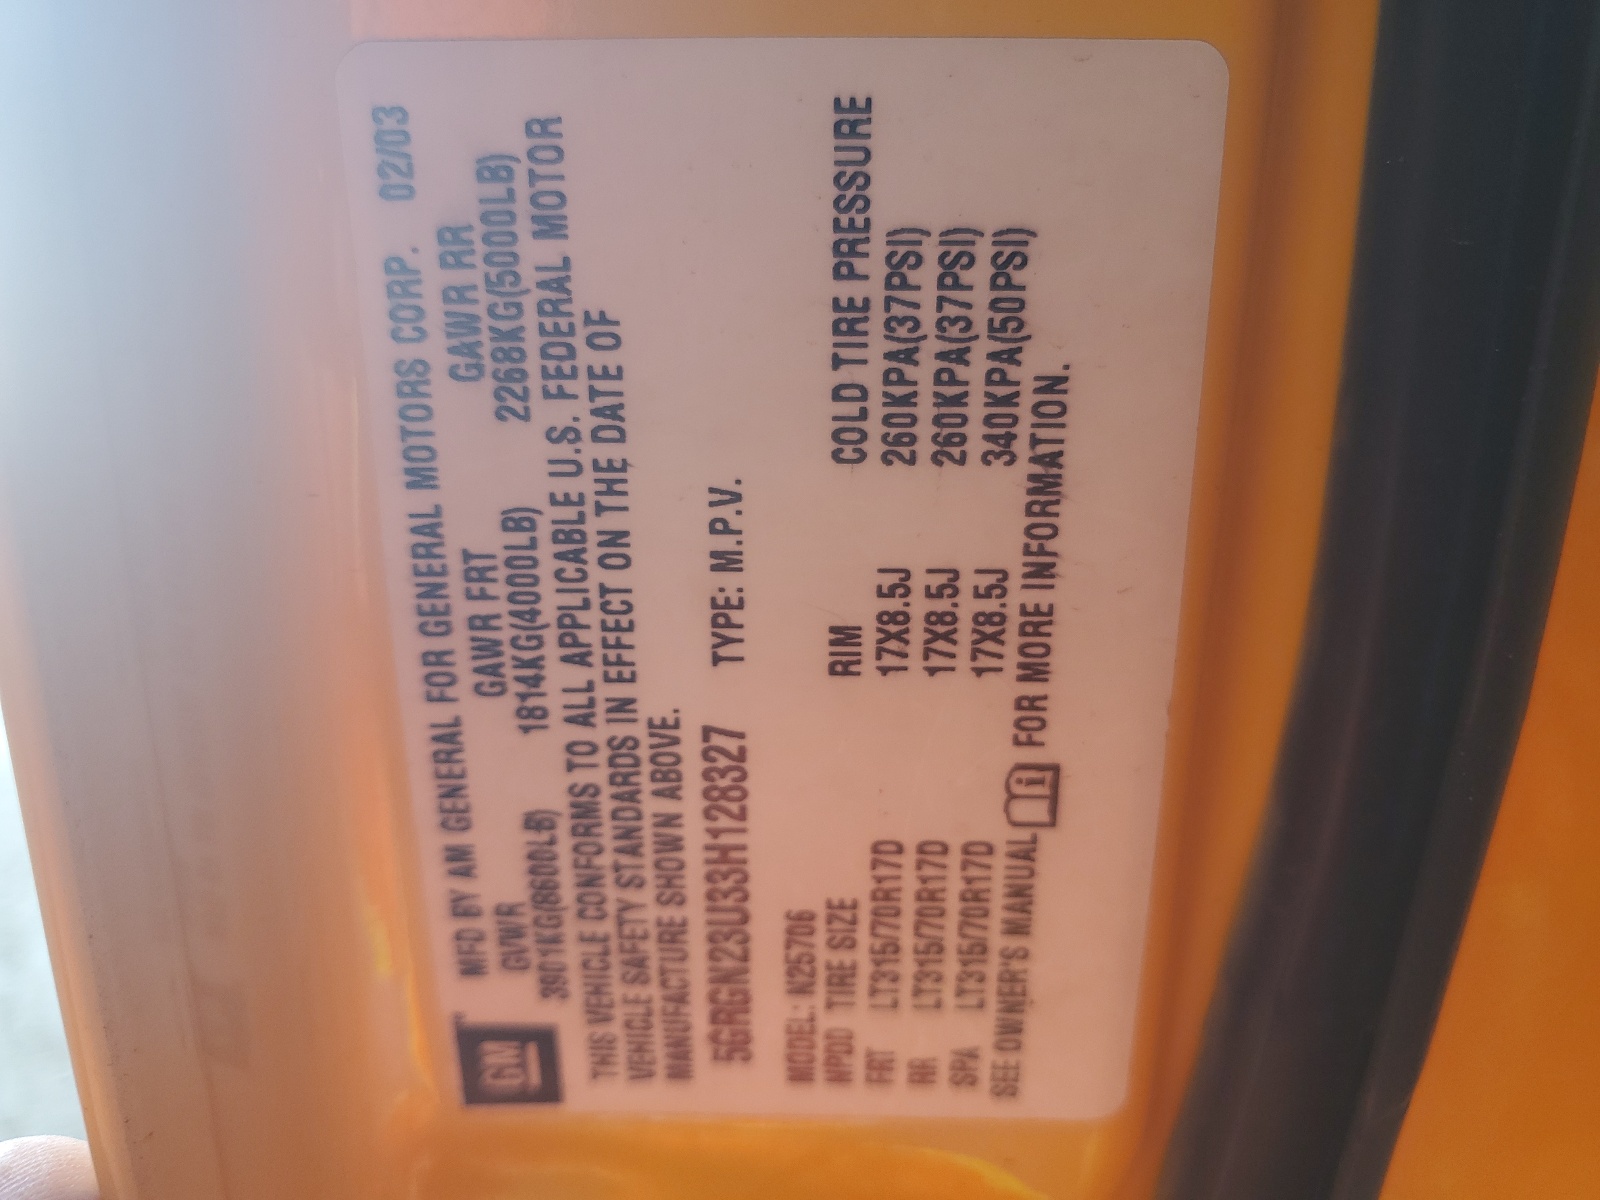 GM
MFD BY AM GENERAL FOR GENERAL MOTORS CORP. 02/03
GVWR GAWR FRT GAWR RR
3901KG(8600LB) 1814KG(4000LB) 2268KG(5000LB)
THIS VEHICLE CONFORMS TO ALL APPLICABLE U.S. FEDERAL MOTOR
VEHICLE SAFETY STANDARDS IN EFFECT ON THE DATE OF
MANUFACTURE SHOWN ABOVE.
5GRGN23U33H128327 TYPE: M.P.V.
MODEL: N25706
NPDD TIRE SIZE RIM COLD TIRE PRESSURE
FRT LT315/70R17D 17X8.5J 260KPA(37PSI)
RR LT315/70R17D 17X8.5J 260KPA(37PSI)
SPA LT315/70R17D 17X8.5J 340KPA(50PSI)
SEE OWNER'S MANUAL i FOR MORE INFORMATION.